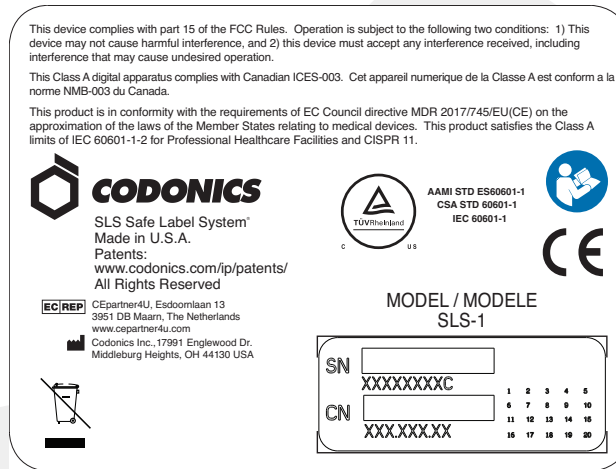 This device complies with part 15 of the FCC Rules. Operation is subject to the following two conditions: 1) This
device may not cause harmful interference, and 2) this device must accept any interference received, including
interference that may cause undesired operation.
This Class A digital apparatus complies with Canadian ICES-003. Cet appareil numerique de la Classe A est conform a la
norme NMB-003 du Canada.
This product is in conformity with the requirements of EC Council directive MDR 2017/745/EU(CE) on the
approximation of the laws of the Member States relating to medical devices. This product satisfies the Class A
limits of IEC 60601-1-2 for Professional Healthcare Facilities and CISPR 11.
CODONICS
SLS Safe Label System®
Made in U.S.A.
Patents:
www.codonics.com/ip/patents/
All Rights Reserved
EC REP
CEpartner4U, Esdoornlaan 13
3951 DB Maarn, The Netherlands
www.cepartner4u.com
Codonics Inc., 17991 Englewood Dr.
Middleburg Heights, OH 44130 USA
TÜVRheinland
C US
AAMI STD ES60601-1
CSA STD 60601-1
IEC 60601-1
CE
MODEL / MODELE
SLS-1
SN
XXXXXXXXC
CN
XXX.XXX.XX
1 2 3 4 5
6 7 8 9 10
11 12 13 14 15
16 17 18 19 20